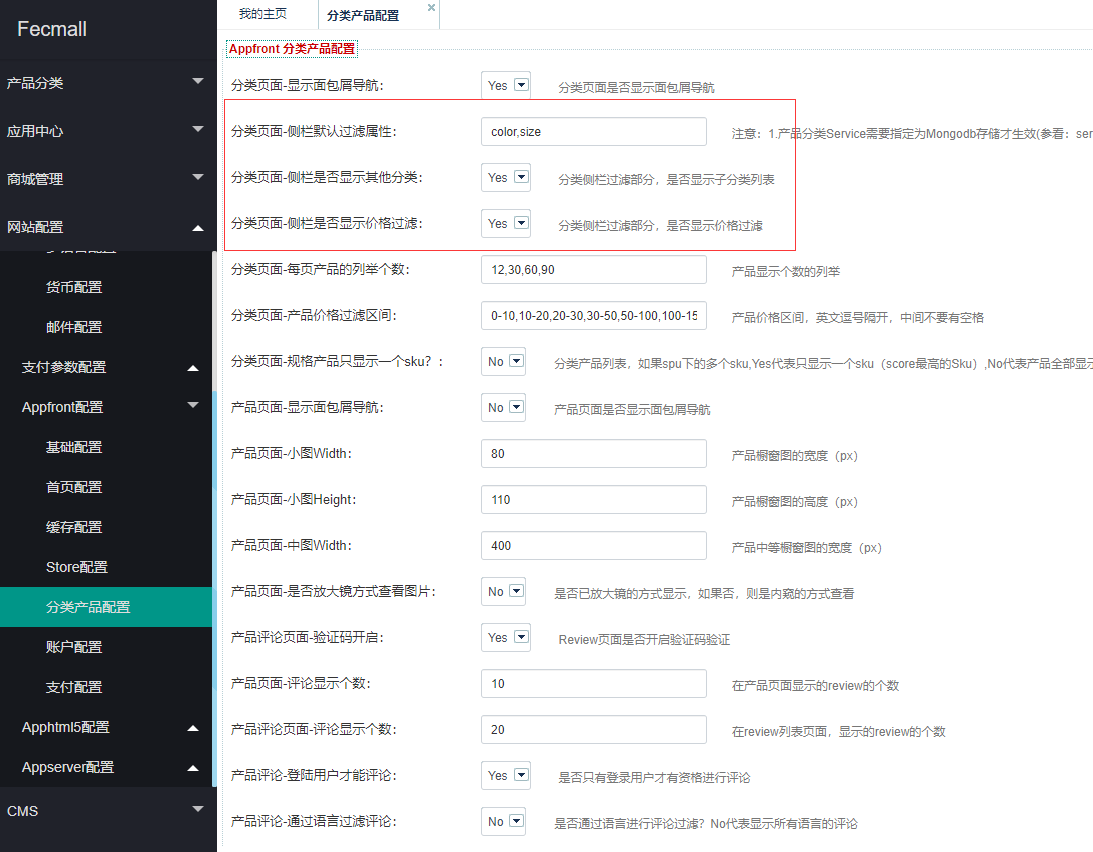 Fecmall
产品分类
应用中心
商城管理
网站配置
货币配置
邮件配置
支付参数配置
Appfront配置
基础配置
首页配置
缓存配置
Store配置
分类产品配置
账户配置
支付配置
Apphtml5配置
Appserver配置
CMS
我的主页
分类产品配置
Appfront 分类产品配置
分类页面-显示面包屑导航: Yes 分类页面是否显示面包屑导航
分类页面-侧栏默认过滤属性: color,size 注意：1.产品分类Service需要指定为Mongodb存储才生效(参看：ser
分类页面-侧栏是否显示其他分类: Yes 分类侧栏过滤部分，是否显示子分类列表
分类页面-侧栏是否显示价格过滤: Yes 分类侧栏过滤部分，是否显示价格过滤
分类页面-每页产品的列举个数: 12,30,60,90 产品显示个数的列举
分类页面-产品价格过滤区间: 0-10,10-20,20-30,30-50,50-100,100-15 产品价格区间，英文逗号隔开，中间不要有空格
分类页面-规格产品只显示一个sku？: No 分类产品列表，如果spu下的多个sku,Yes代表只显示一个sku（score最高的Sku）,No代表产品全部显示
产品页面-显示面包屑导航: No 产品页面是否显示面包屑导航
产品页面-小图Width: 80 产品橱窗图的宽度（px）
产品页面-小图Height: 110 产品橱窗图的高度（px）
产品页面-中图Width: 400 产品中等橱窗图的宽度（px）
产品页面-是否放大镜方式查看图片: No 是否已放大镜的方式显示，如果否，则是内窥的方式查看
产品评论页面-验证码开启: Yes Review页面是否开启验证码验证
产品页面-评论显示个数: 10 在产品页面显示的review的个数
产品评论页面-评论显示个数: 20 在review列表页面，显示的review的个数
产品评论-登陆用户才能评论: Yes 是否只有登录用户才有资格进行评论
产品评论-通过语言过滤评论: No 是否通过语言进行评论过滤？No代表显示所有语言的评论